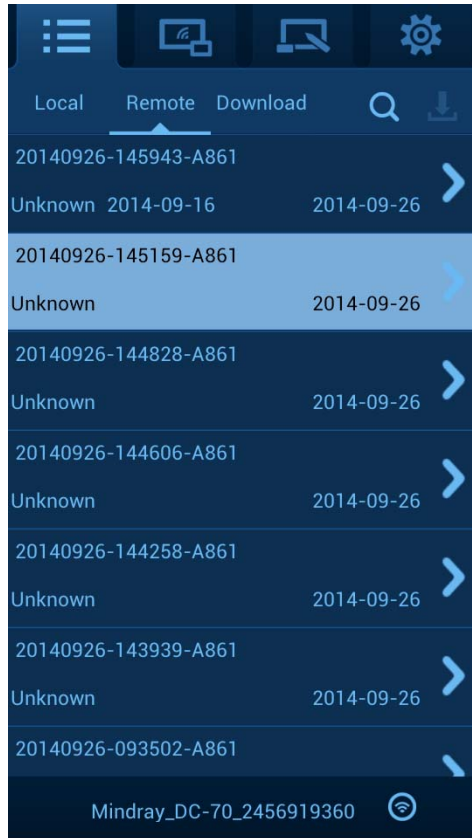 Local Remote Download
20140926-145943-A861
Unknown 2014-09-16 2014-09-26
20140926-145159-A861
Unknown 2014-09-26
20140926-144828-A861
Unknown 2014-09-26
20140926-144606-A861
Unknown 2014-09-26
20140926-144258-A861
Unknown 2014-09-26
20140926-143939-A861
Unknown 2014-09-26
20140926-093502-A861
Mindray_DC-70_2456919360